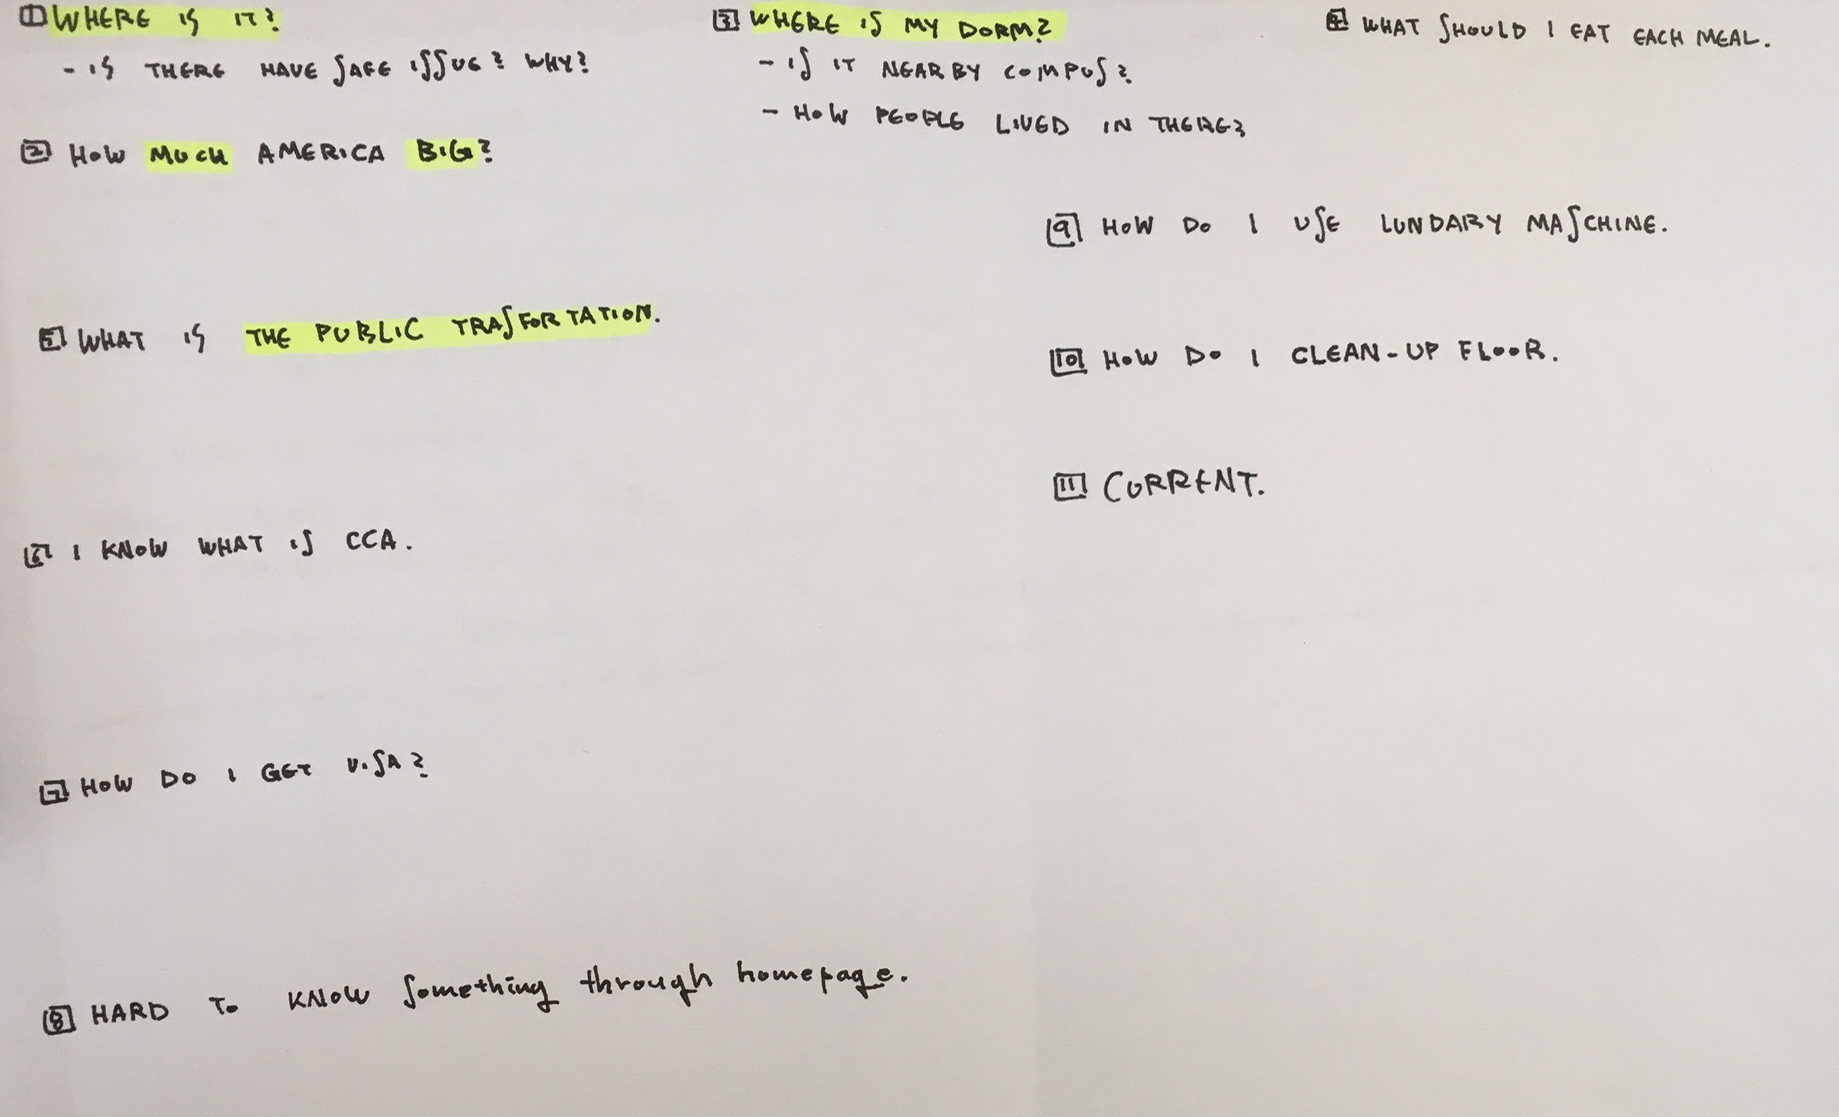 1 WHERE IS IT?
- IS THERE HAVE SAFE ISSUE? WHY?
2 HOW MUCH AMERICA BIG?
3 WHERE IS MY DORM?
- IS IT NEARBY COMPUS?
- HOW PEOPLE LIVED IN THERE?
4 WHAT SHOULD I EAT EACH MEAL.
5 WHAT IS THE PUBLIC TRASFORTATION.
6 I KNOW WHAT IS CCA.
7 HOW DO I GET VISA?
8 HARD TO KNOW Something through homepage.
9 HOW DO I USE LUNDARY MASCHINE.
10 HOW DO I CLEAN-UP FLOOR.
11 CURRENT.